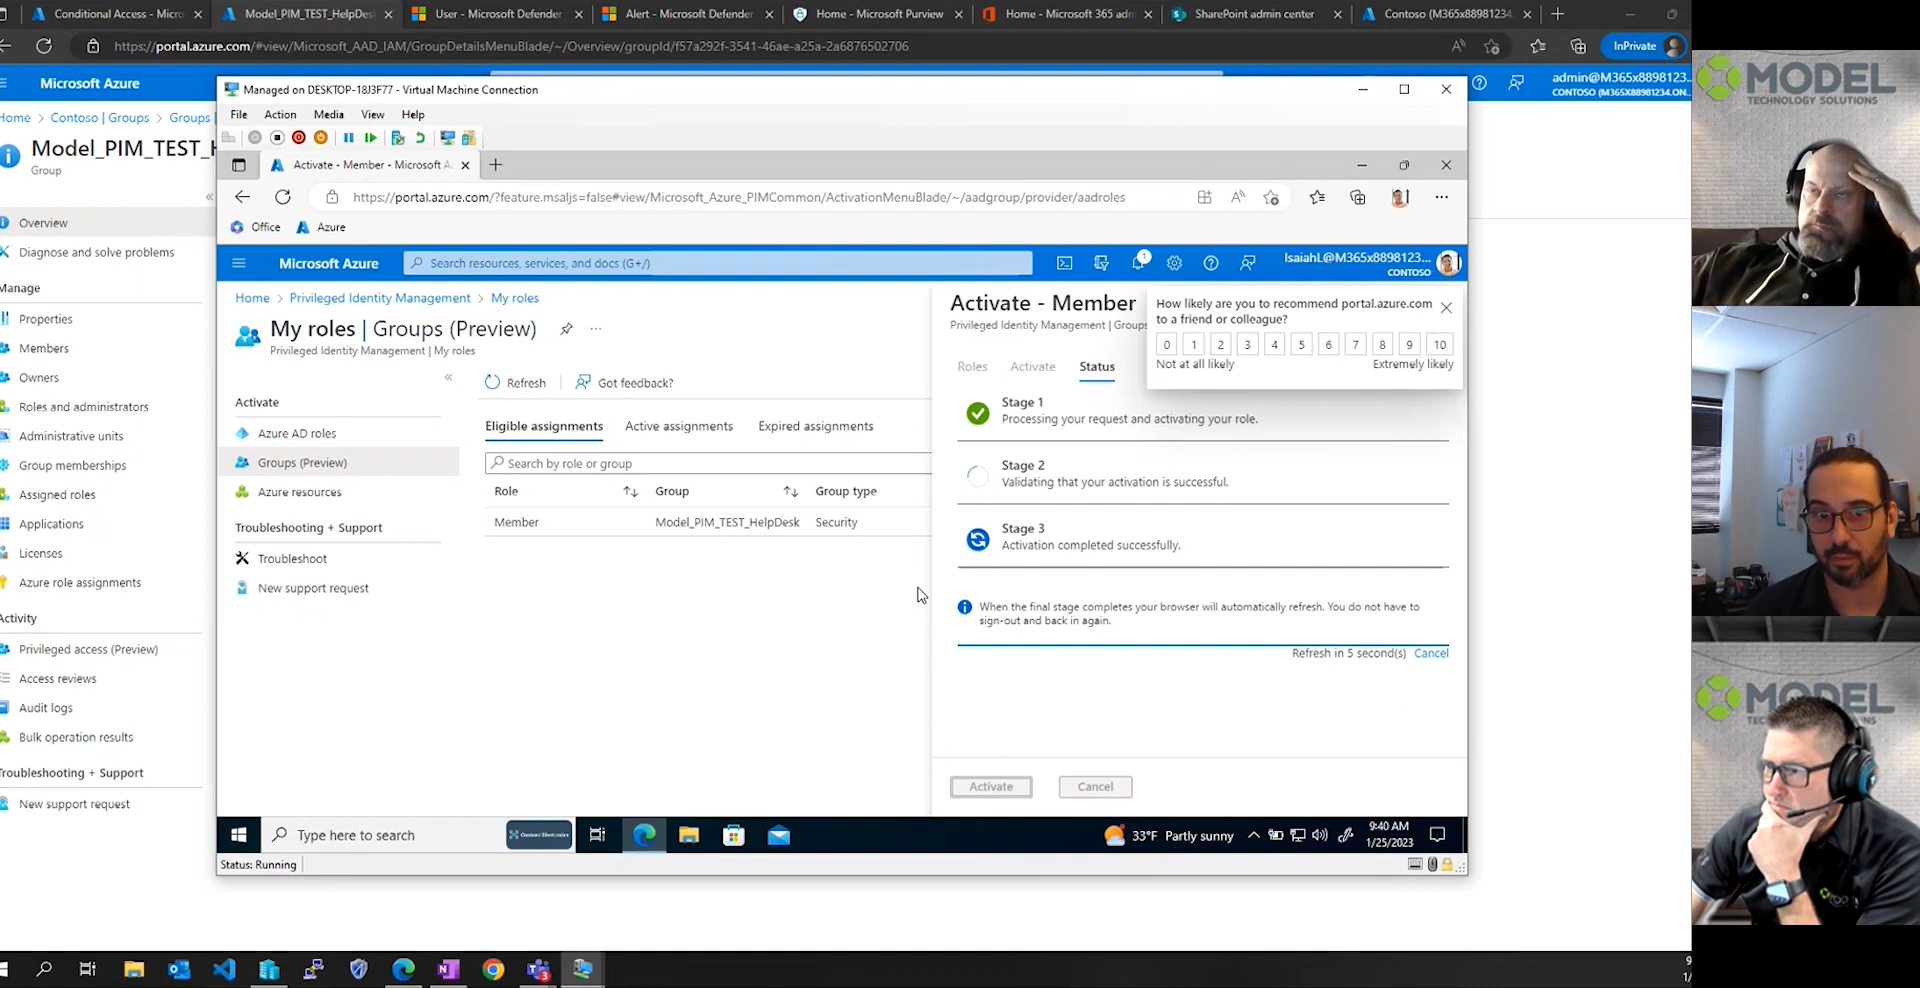 Conditional Access - Micro
Model_PIM_TEST_HelpDes
User - Microsoft Defender
Alert - Microsoft Defender
Home - Microsoft Purview
Home - Microsoft 365 adm
SharePoint admin center
Contoso (M365x88981234
https://portal.azure.com/#view/Microsoft_AAD_IAM/GroupDetailsMenuBlade/~/Overview/groupId/f57a292f-3541-46ae-a25a-2a6876502706
InPrivate
Microsoft Azure
admin@M365x8898123...
CONTOSO (M365X88981234.ON...
Home > Contoso | Groups > Groups |
Model_PIM_TEST_H
Group
Overview
Diagnose and solve problems
Manage
Properties
Members
Owners
Roles and administrators
Administrative units
Group memberships
Assigned roles
Applications
Licenses
Azure role assignments
Activity
Privileged access (Preview)
Access reviews
Audit logs
Bulk operation results
Troubleshooting + Support
New support request
Managed on DESKTOP-18J3F77 - Virtual Machine Connection
File Action Media View Help
Activate - Member - Microsoft A
https://portal.azure.com/?feature.msaljs=false#view/Microsoft_Azure_PIMCommon/ActivationMenuBlade/~/aadgroup/provider/aadroles
Office Azure
Microsoft Azure
Search resources, services, and docs (G+/)
1
IsaiahL@M365x8898123...
CONTOSO
Home > Privileged Identity Management > My roles
My roles | Groups (Preview)
Privileged Identity Management | My roles
Activate
Azure AD roles
Groups (Preview)
Azure resources
Troubleshooting + Support
Troubleshoot
New support request
Refresh
Got feedback?
Eligible assignments Active assignments Expired assignments
Search by role or group
Role Group Group type
Member Model_PIM_TEST_HelpDesk Security
Activate - Member
Privileged Identity Management | Groups
How likely are you to recommend portal.azure.com
to a friend or colleague?
0 1 2 3 4 5 6 7 8 9 10
Not at all likely Extremely likely
Roles Activate Status
Stage 1
Processing your request and activating your role.
Stage 2
Validating that your activation is successful.
Stage 3
Activation completed successfully.
When the final stage completes your browser will automatically refresh. You do not have to
sign-out and back in again.
Refresh in 5 second(s) Cancel
Activate Cancel
Type here to search
33°F Partly sunny
9:40 AM
1/25/2023
Status: Running
MODEL
TECHNOLOGY SOLUTIONS
MODEL